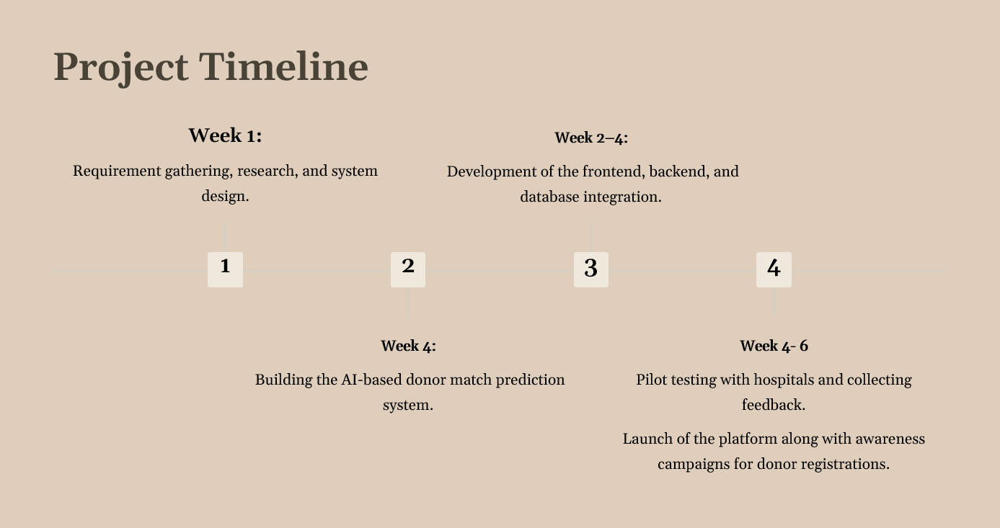 Project Timeline
Week 1:
Requirement gathering, research, and system
design.
Week 2–4:
Development of the frontend, backend, and
database integration.
1
2
3
4
Week 4:
Building the AI-based donor match prediction
system.
Week 4- 6
Pilot testing with hospitals and collecting
feedback.
Launch of the platform along with awareness
campaigns for donor registrations.